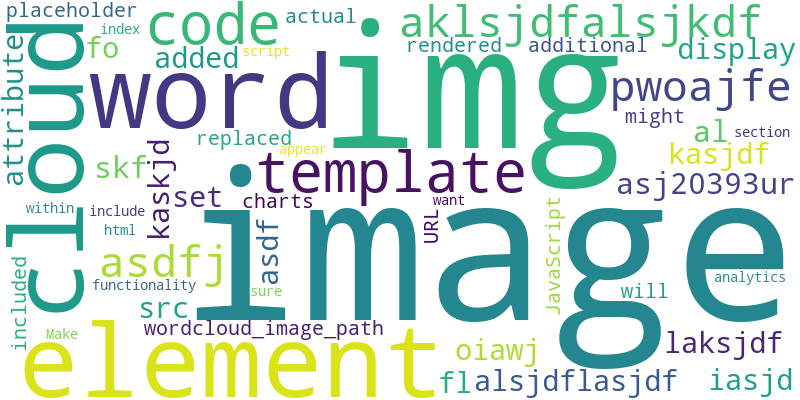 placeholder
index
code
actual
aklsjdfalsjkdf
fo
added
script
rendered
additional
display
cloud
attribute
word
img
pwoajfe
might
replaced
appear
al
section
skf
kaskjd
set
template
kasjdf
asj20393ur
within
include
charts
want
URL
html
asdfj
asdf
image
JavaScript
analytics
functionality
sure
will
included
src
Make
wordcloud_image_path
laksjdf
element
oiawj
fl
alsjdflasjdf
iasjd